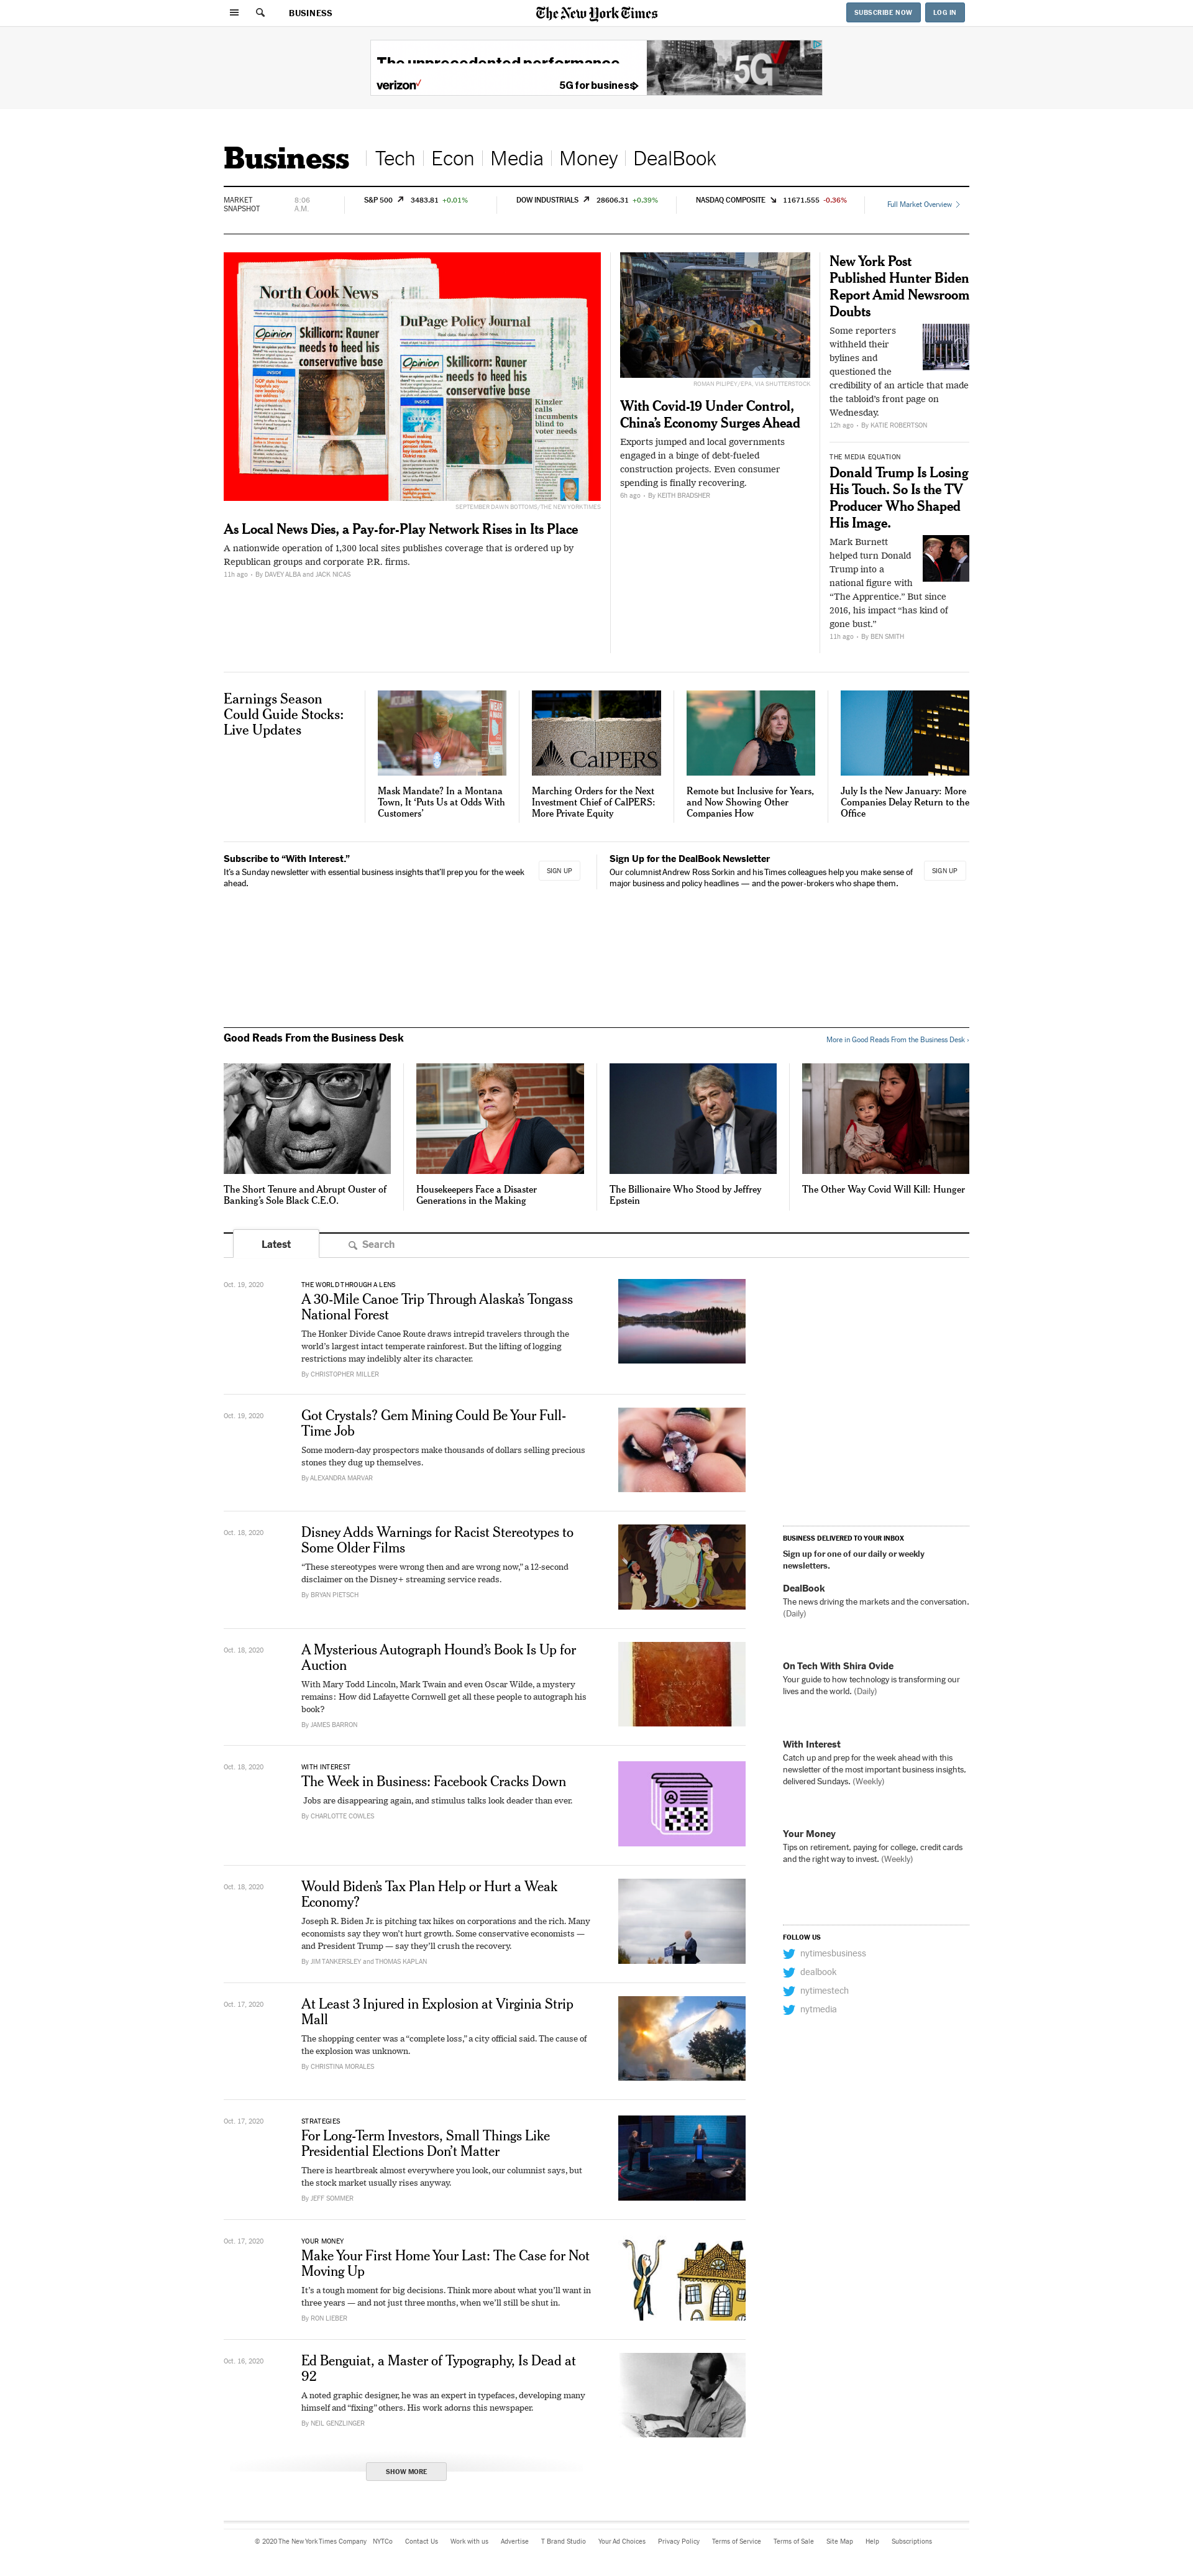 BUSINESS
The New York Times
SUBSCRIBE NOW
LOG IN
verizon
5G for business
5G
Business
Tech
Econ
Media
Money
DealBook
MARKET
SNAPSHOT
8:06
A.M.
S&P 500 3483.81 +0.01%
DOW INDUSTRIALS 28606.31 +0.39%
NASDAQ COMPOSITE 11671.555 -0.36%
Full Market Overview
North Cook News
Opinion
Skillicorn: Rauner
needs to heed his
conservative base
DuPage Policy Journal
Opinion
Skillicorn: Rauner
needs to heed his
conservative base
INSIDE
INSIDE
Kinzler
calls
incumbents
blind to
voter needs
SEPTEMBER DAWN BOTTOMS/THE NEW YORK TIMES
As Local News Dies, a Pay-for-Play Network Rises in Its Place
A nationwide operation of 1,300 local sites publishes coverage that is ordered up by
Republican groups and corporate P.R. firms.
11h ago • By DAVEY ALBA and JACK NICAS
ROMAN PILIPEY/EPA, VIA SHUTTERSTOCK
With Covid-19 Under Control,
China’s Economy Surges Ahead
Exports jumped and local governments
engaged in a binge of debt-fueled
construction projects. Even consumer
spending is finally recovering.
6h ago • By KEITH BRADSHER
New York Post
Published Hunter Biden
Report Amid Newsroom
Doubts
Some reporters
withheld their
bylines and
questioned the
credibility of an article that made
the tabloid’s front page on
Wednesday.
12h ago • By KATIE ROBERTSON
THE MEDIA EQUATION
Donald Trump Is Losing
His Touch. So Is the TV
Producer Who Shaped
His Image.
Mark Burnett
helped turn Donald
Trump into a
national figure with
“The Apprentice.” But since
2016, his impact “has kind of
gone bust.”
11h ago • By BEN SMITH
Earnings Season
Could Guide Stocks:
Live Updates
Mask Mandate? In a Montana
Town, It ‘Puts Us at Odds With
Customers’
CalPERS
Marching Orders for the Next
Investment Chief of CalPERS:
More Private Equity
Remote but Inclusive for Years,
and Now Showing Other
Companies How
July Is the New January: More
Companies Delay Return to the
Office
Subscribe to “With Interest.”
It’s a Sunday newsletter with essential business insights that’ll prep you for the week
ahead.
SIGN UP
Sign Up for the DealBook Newsletter
Our columnist Andrew Ross Sorkin and his Times colleagues help you make sense of
major business and policy headlines — and the power-brokers who shape them.
SIGN UP
Good Reads From the Business Desk
More in Good Reads From the Business Desk ›
The Short Tenure and Abrupt Ouster of
Banking’s Sole Black C.E.O.
Housekeepers Face a Disaster
Generations in the Making
The Billionaire Who Stood by Jeffrey
Epstein
The Other Way Covid Will Kill: Hunger
Latest
Search
Oct. 19, 2020
THE WORLD THROUGH A LENS
A 30-Mile Canoe Trip Through Alaska’s Tongass
National Forest
The Honker Divide Canoe Route draws intrepid travelers through the
world’s largest intact temperate rainforest. But the lifting of logging
restrictions may indelibly alter its character.
By CHRISTOPHER MILLER
Oct. 19, 2020
Got Crystals? Gem Mining Could Be Your Full-
Time Job
Some modern-day prospectors make thousands of dollars selling precious
stones they dug up themselves.
By ALEXANDRA MARVAR
Oct. 18, 2020
Disney Adds Warnings for Racist Stereotypes to
Some Older Films
“These stereotypes were wrong then and are wrong now,” a 12-second
disclaimer on the Disney+ streaming service reads.
By BRYAN PIETSCH
Oct. 18, 2020
A Mysterious Autograph Hound’s Book Is Up for
Auction
With Mary Todd Lincoln, Mark Twain and even Oscar Wilde, a mystery
remains: How did Lafayette Cornwell get all these people to autograph his
book?
By JAMES BARRON
Oct. 18, 2020
WITH INTEREST
The Week in Business: Facebook Cracks Down
Jobs are disappearing again, and stimulus talks look deader than ever.
By CHARLOTTE COWLES
Oct. 18, 2020
Would Biden’s Tax Plan Help or Hurt a Weak
Economy?
Joseph R. Biden Jr. is pitching tax hikes on corporations and the rich. Many
economists say they won’t hurt growth. Some conservative economists —
and President Trump — say they’ll crush the recovery.
By JIM TANKERSLEY and THOMAS KAPLAN
Oct. 17, 2020
At Least 3 Injured in Explosion at Virginia Strip
Mall
The shopping center was a “complete loss,” a city official said. The cause of
the explosion was unknown.
By CHRISTINA MORALES
Oct. 17, 2020
STRATEGIES
For Long-Term Investors, Small Things Like
Presidential Elections Don’t Matter
There is heartbreak almost everywhere you look, our columnist says, but
the stock market usually rises anyway.
By JEFF SOMMER
Oct. 17, 2020
YOUR MONEY
Make Your First Home Your Last: The Case for Not
Moving Up
It’s a tough moment for big decisions. Think more about what you’ll want in
three years — and not just three months, when we’ll still be shut in.
By RON LIEBER
Oct. 16, 2020
Ed Benguiat, a Master of Typography, Is Dead at
92
A noted graphic designer, he was an expert in typefaces, developing many
himself and “fixing” others. His work adorns this newspaper.
By NEIL GENZLINGER
SHOW MORE
BUSINESS DELIVERED TO YOUR INBOX
Sign up for one of our daily or weekly
newsletters.
DealBook
The news driving the markets and the conversation.
(Daily)
On Tech With Shira Ovide
Your guide to how technology is transforming our
lives and the world. (Daily)
With Interest
Catch up and prep for the week ahead with this
newsletter of the most important business insights,
delivered Sundays. (Weekly)
Your Money
Tips on retirement, paying for college, credit cards
and the right way to invest. (Weekly)
FOLLOW US
nytimesbusiness
dealbook
nytimestech
nytmedia
© 2020 The New York Times Company NYTCo Contact Us Work with us Advertise T Brand Studio Your Ad Choices Privacy Policy Terms of Service Terms of Sale Site Map Help Subscriptions